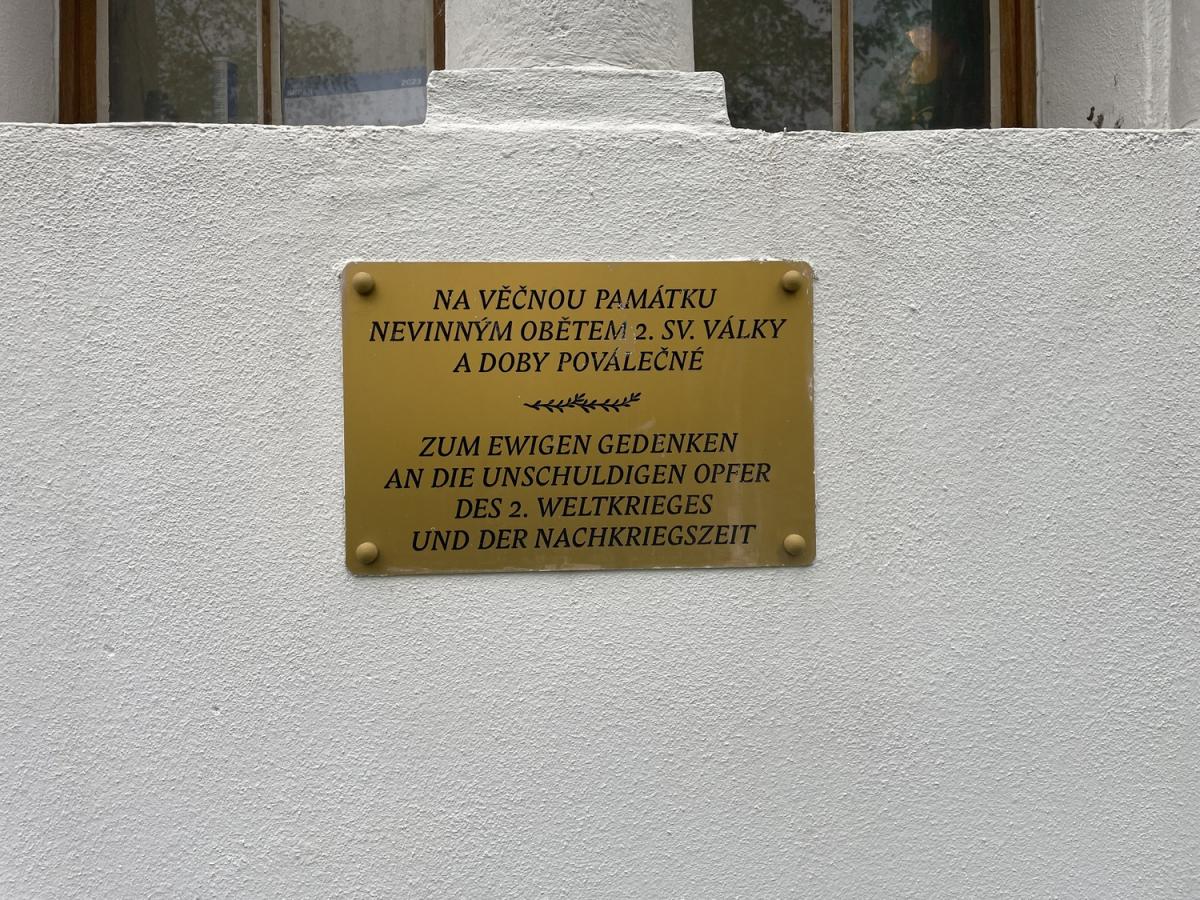 2023
NA VĚČNOU PAMÁTKU
NEVINNÝM OBĚTEM 2. SV. VÁLKY
A DOBY POVÁLEČNÉ
ZUM EWIGEN GEDENKEN
AN DIE UNSCHULDIGEN OPFER
DES 2. WELTKRIEGES
UND DER NACHKRIEGSZEIT